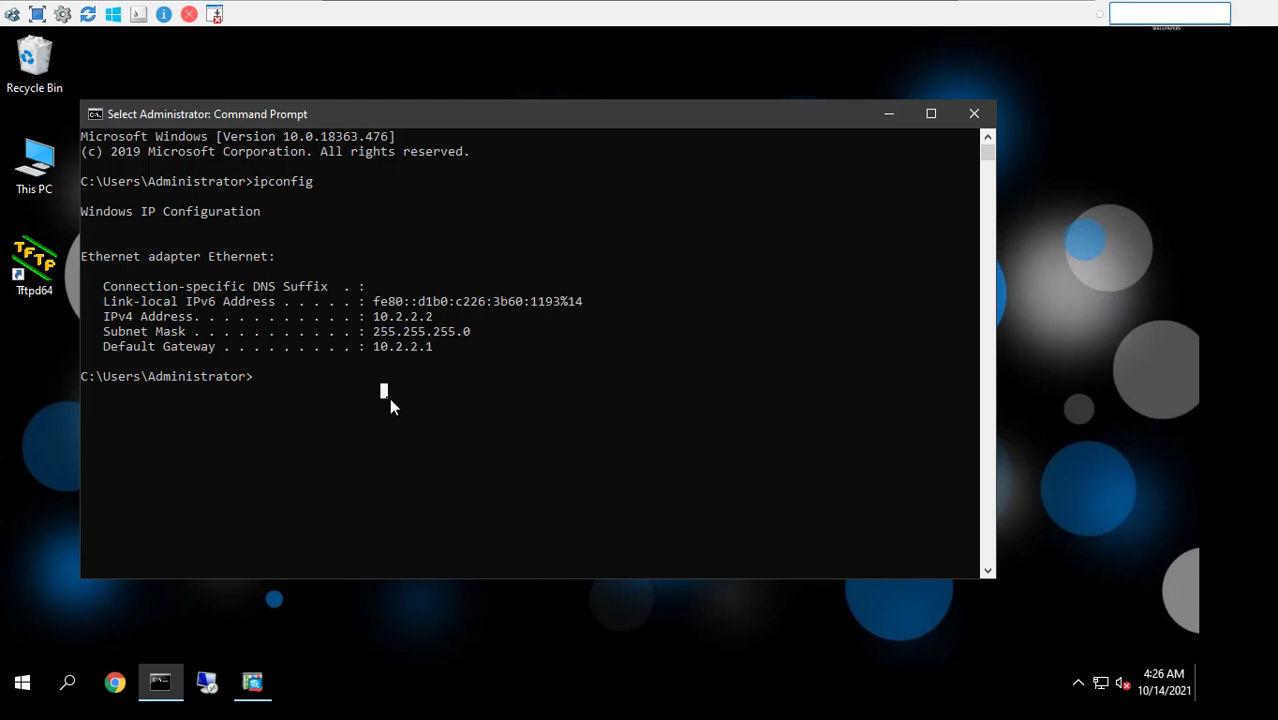 WALLPAPERS
Recycle Bin
Select Administrator: Command Prompt
Microsoft Windows [Version 10.0.18363.476]
(c) 2019 Microsoft Corporation. All rights reserved.
C:\Users\Administrator>ipconfig
This PC
Windows IP Configuration
TFTP
Tftpd64
Ethernet adapter Ethernet:
Connection-specific DNS Suffix . :
Link-local IPv6 Address . . . . . : fe80::d1b0:c226:3b60:1193%14
IPv4 Address. . . . . . . . . . . : 10.2.2.2
Subnet Mask . . . . . . . . . . . : 255.255.255.0
Default Gateway . . . . . . . . . : 10.2.2.1
C:\Users\Administrator>
4:26 AM
10/14/2021